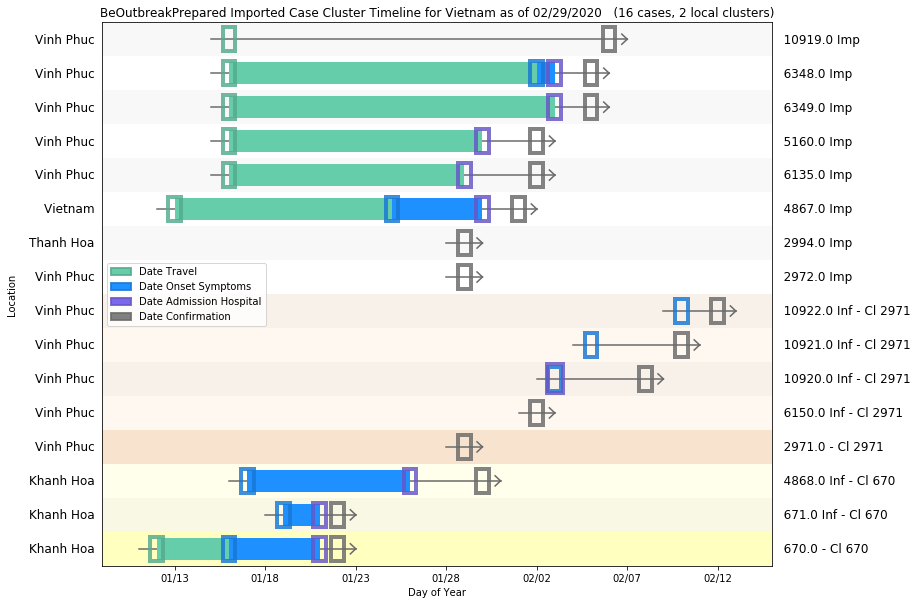 BeOutbreakPrepared Imported Case Cluster Timeline for Vietnam as of 02/29/2020   (16 cases, 2 local clusters)
Vinh Phuc 10919.0 Imp
Vinh Phuc 6348.0 Imp
Vinh Phuc 6349.0 Imp
Vinh Phuc 5160.0 Imp
Vinh Phuc 6135.0 Imp
Vietnam 4867.0 Imp
Thanh Hoa 2994.0 Imp
Vinh Phuc 2972.0 Imp
Vinh Phuc 10922.0 Inf - Cl 2971
Vinh Phuc 10921.0 Inf - Cl 2971
Vinh Phuc 10920.0 Inf - Cl 2971
Vinh Phuc 6150.0 Inf - Cl 2971
Vinh Phuc 2971.0 - Cl 2971
Khanh Hoa 4868.0 Inf - Cl 670
Khanh Hoa 671.0 Inf - Cl 670
Khanh Hoa 670.0 - Cl 670
Location
Date Travel
Date Onset Symptoms
Date Admission Hospital
Date Confirmation
01/13 01/18 01/23 01/28 02/02 02/07 02/12
Day of Year